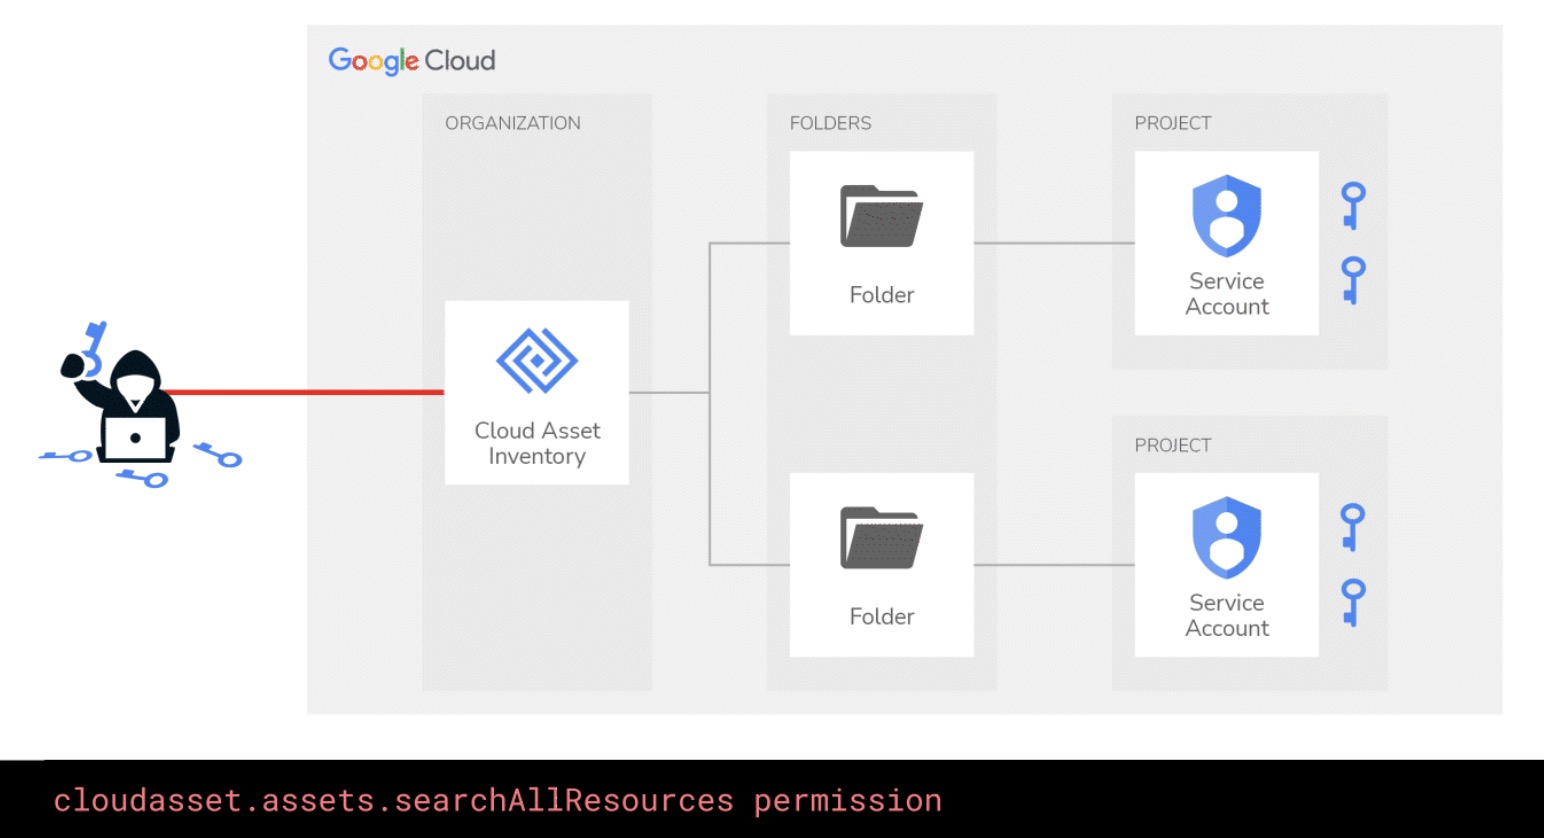 Google Cloud
ORGANIZATION
FOLDERS
PROJECT
Folder
Service
Account
Cloud Asset
Inventory
PROJECT
Folder
Service
Account
cloudasset.assets.searchAllResources permission